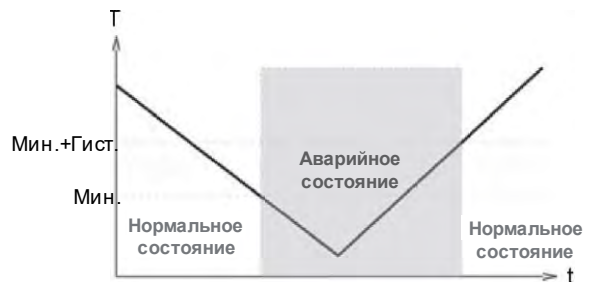 T
Мин.+Гист.
Мин.
Аварийное
состояние
Нормальное
состояние
Нормальное
состояние
t